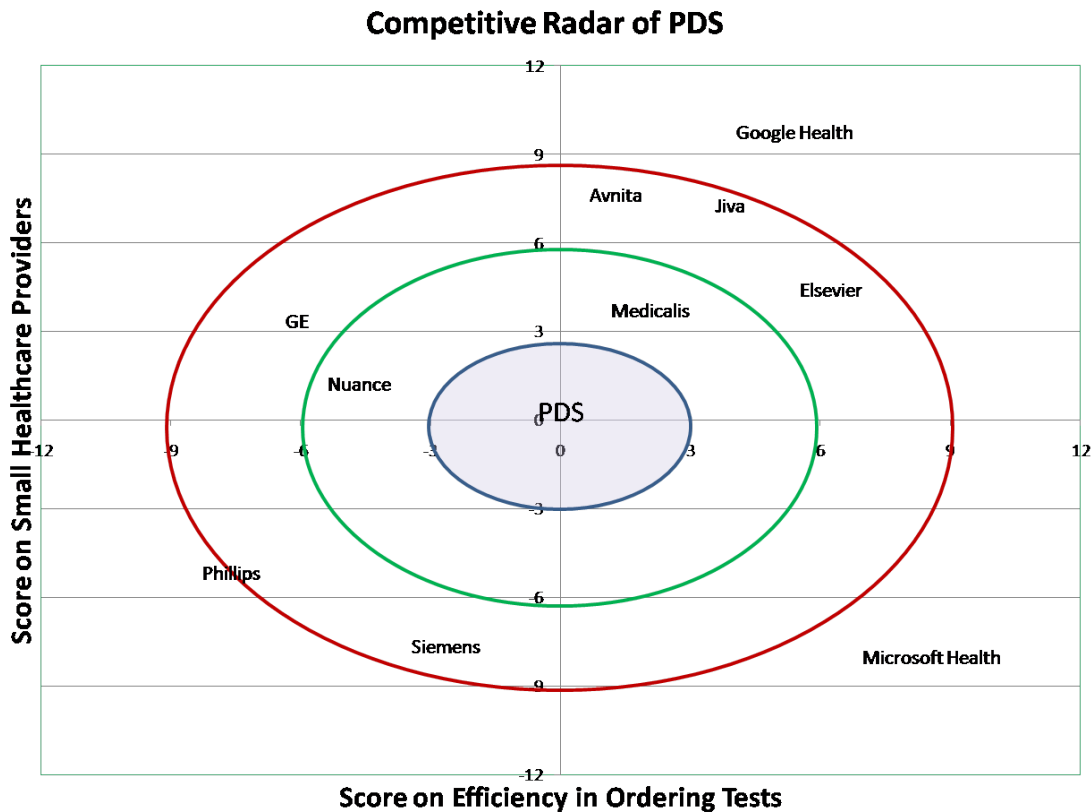 Competitive Radar of PDS
12
Google Health
9
Avnita
Jiva
6
Elsevier
Medicalis
GE
3
Nuance
PDS
0
-12 -9 -6 -3 0 3 6 9 12
-3
Phillips
-6
Siemens
Microsoft Health
-9
-12
Score on Small Healthcare Providers
Score on Efficiency in Ordering Tests